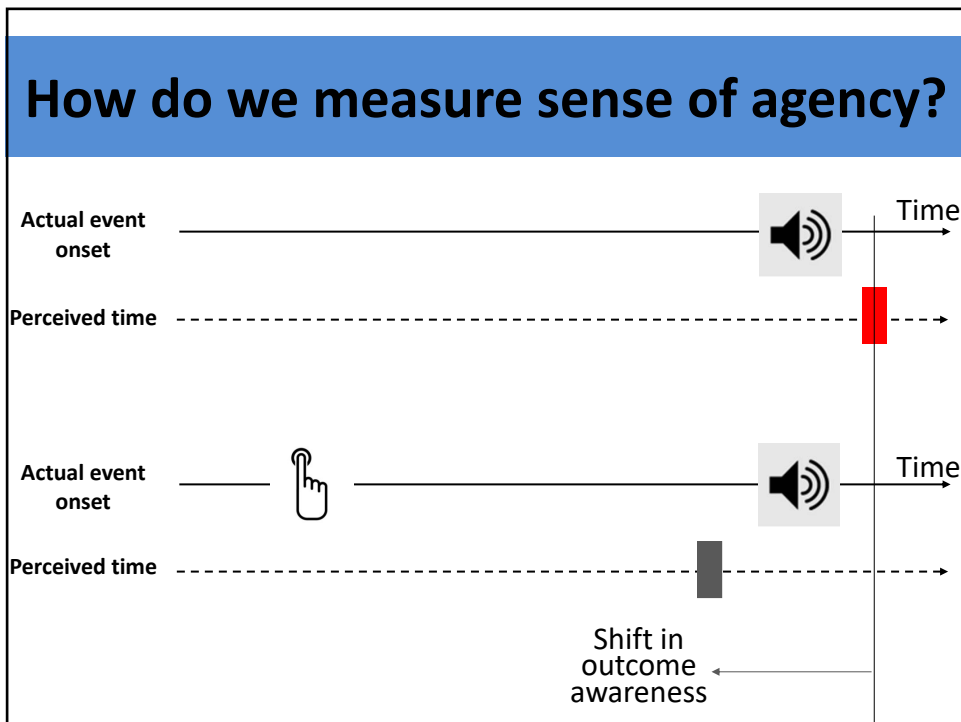 How do we measure sense of agency?
Actual event
onset
Time
Perceived time
Actual event
onset
Time
Perceived time
Shift in
outcome
awareness